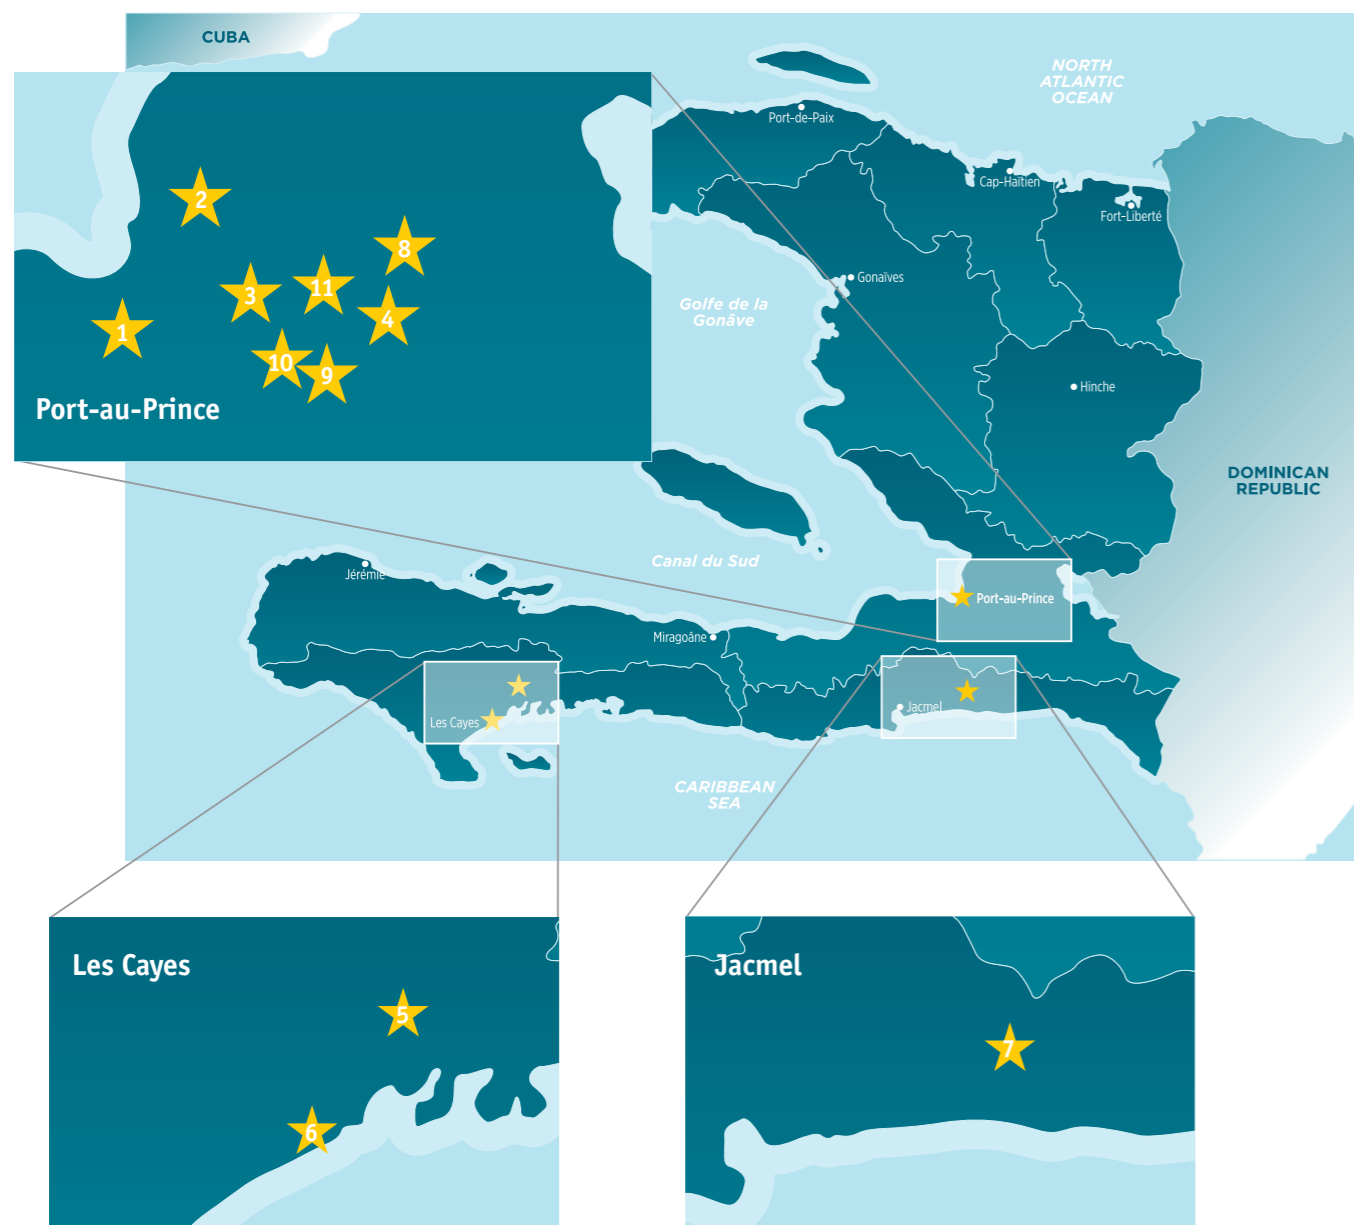 CUBA
NORTH
ATLANTIC
OCEAN
Port-de-Paix
Cap-Haïtien
Fort-Liberté
2
8
3
11
4
1
10
9
Port-au-Prince
Gonaïves
Golfe de la
Gonâve
Hinche
DOMINICAN
REPUBLIC
Canal du Sud
Jérémie
Port-au-Prince
Miragoâne
Les Cayes
Jacmel
CARIBBEAN
SEA
Les Cayes
5
6
Jacmel
7